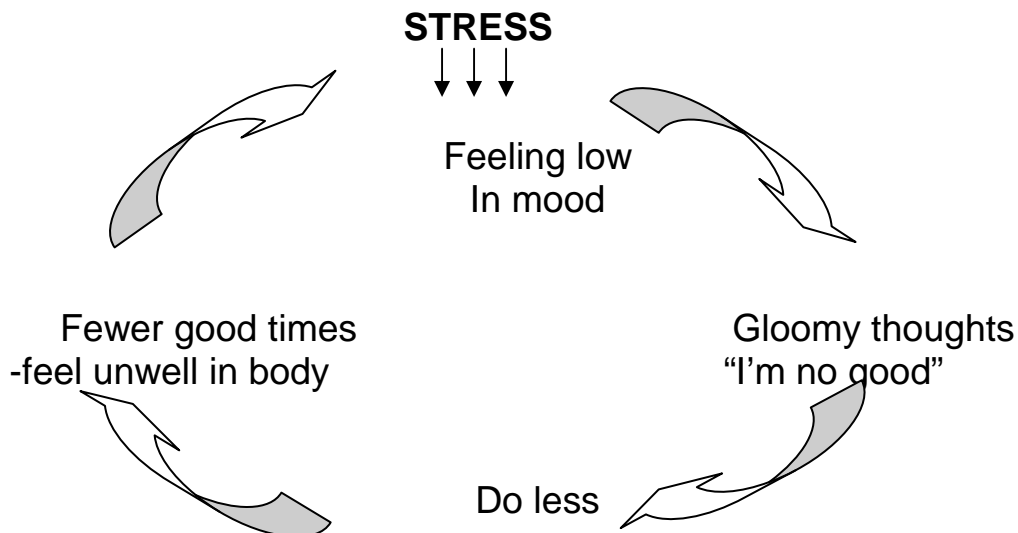 STRESS
Feeling low
In mood
Gloomy thoughts
“I’m no good”
Do less
Fewer good times
-feel unwell in body